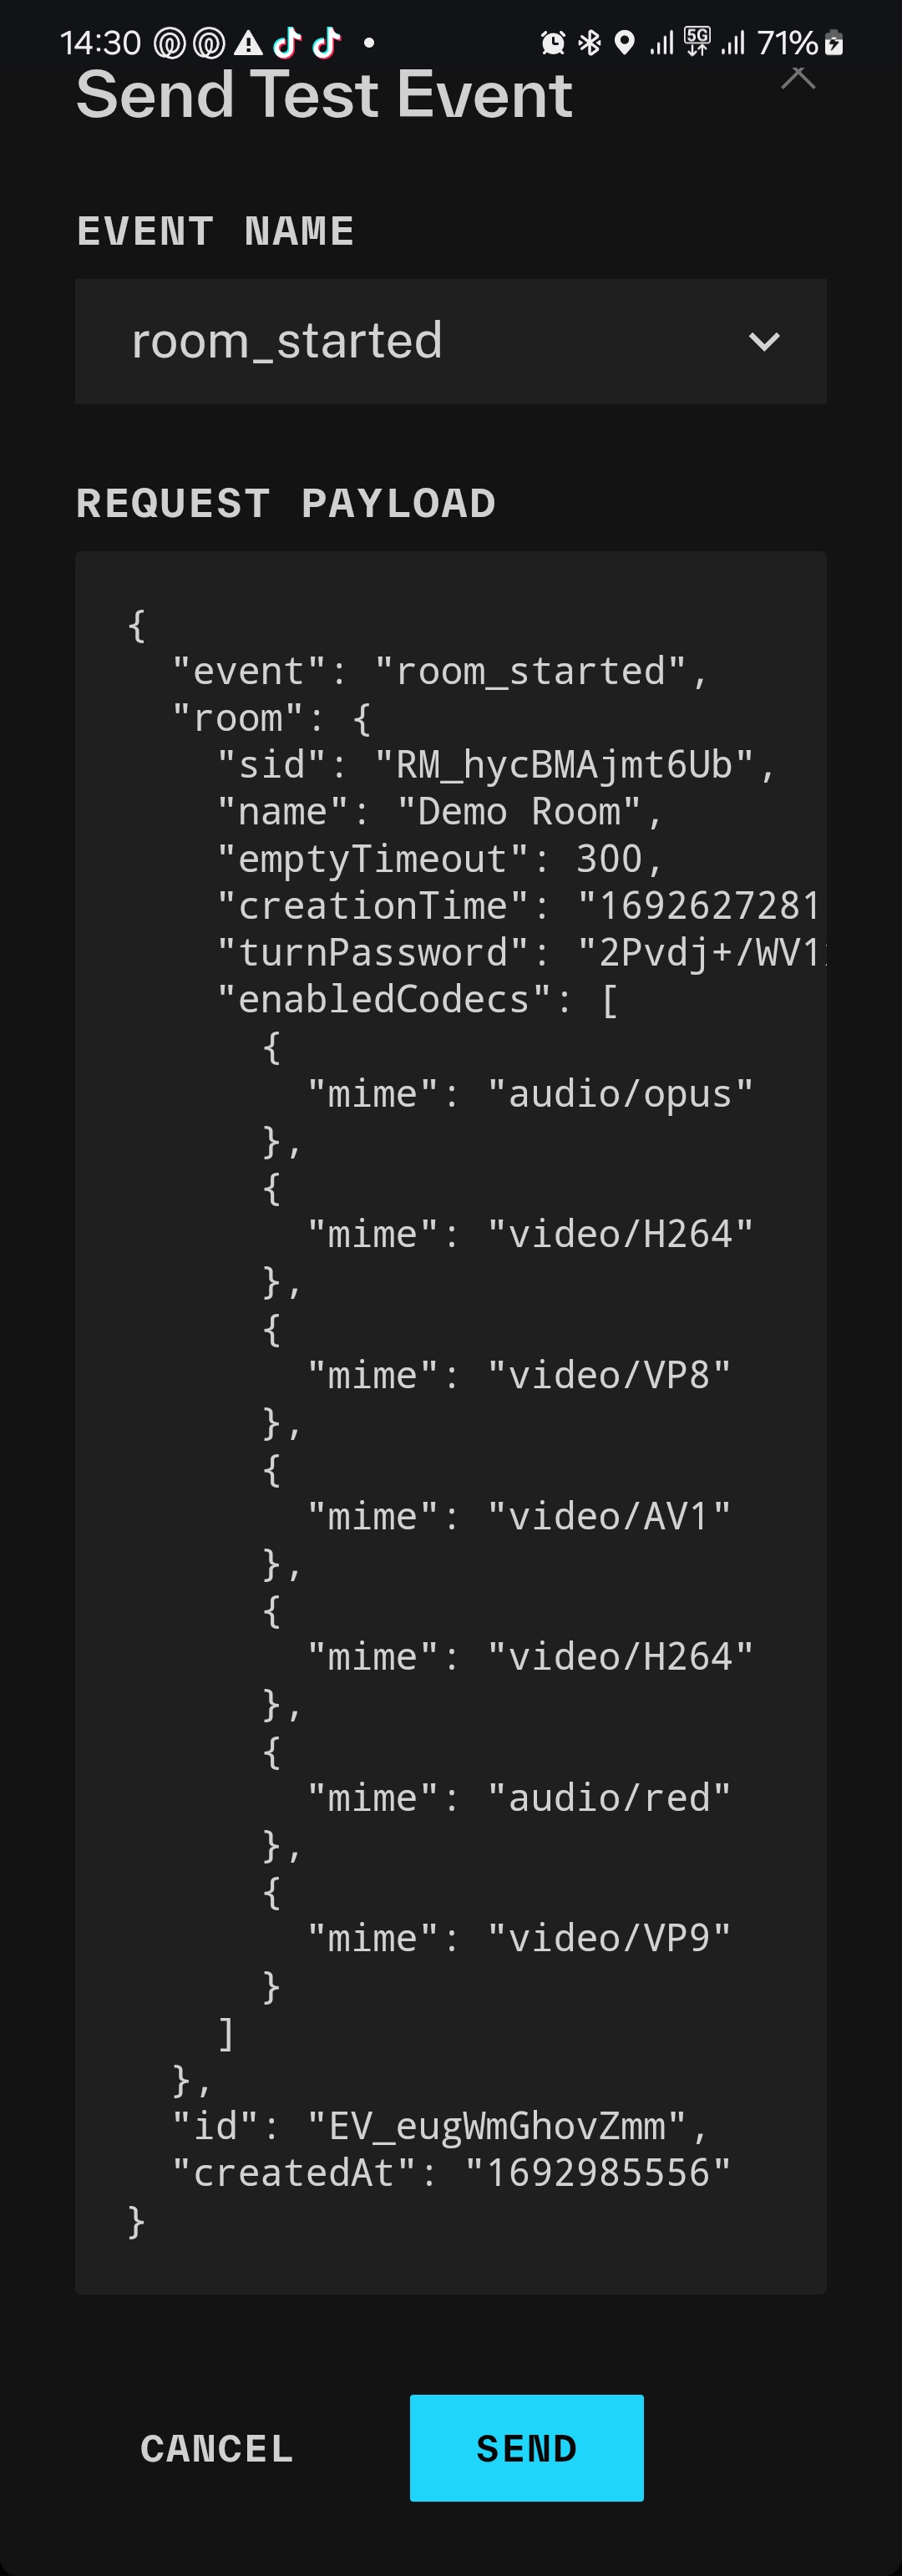 14:30
5G
71%
Send Test Event
EVENT NAME
room_started
REQUEST PAYLOAD
{
  "event": "room_started",
  "room": {
    "sid": "RM_hycBMAjmt6Ub",
    "name": "Demo Room",
    "emptyTimeout": 300,
    "creationTime": "1692627281
    "turnPassword": "2Pvdj+/WV1
    "enabledCodecs": [
      {
        "mime": "audio/opus"
      },
      {
        "mime": "video/H264"
      },
      {
        "mime": "video/VP8"
      },
      {
        "mime": "video/AV1"
      },
      {
        "mime": "video/H264"
      },
      {
        "mime": "audio/red"
      },
      {
        "mime": "video/VP9"
      }
    ]
  },
  "id": "EV_eugWmGhovZmm",
  "createdAt": "1692985556"
}
CANCEL
SEND